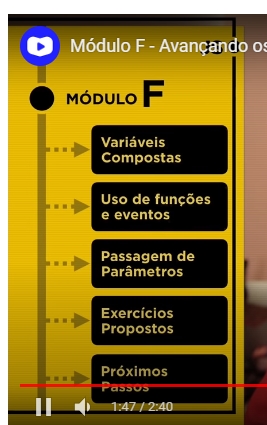 Módulo F - Avançando os
MÓDULO F
Variáveis
Compostas
Uso de funções
e eventos
Passagem de
Parâmetros
Exercícios
Propostos
Próximos
Passos
1:47 / 2:40